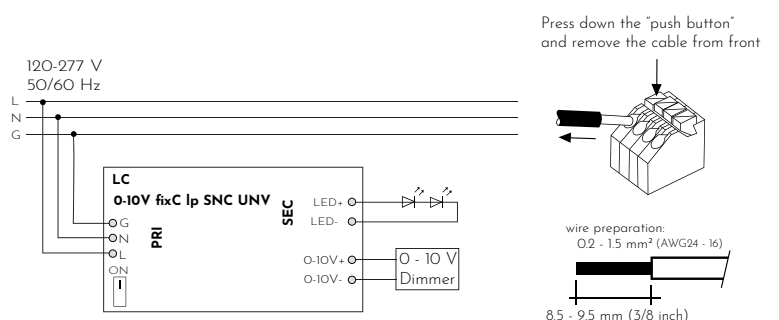 Press down the "push button"
and remove the cable from front
120-277 V
50/60 Hz
L
N
G
LC
0-10V fixC lp SNC UNV
PRI
SEC
G
N
L
ON
LED+
LED-
0-10V+
0-10V-
0 - 10 V
Dimmer
wire preparation:
0.2 - 1.5 mm² (AWG24 - 16)
8.5 - 9.5 mm (3/8 inch)